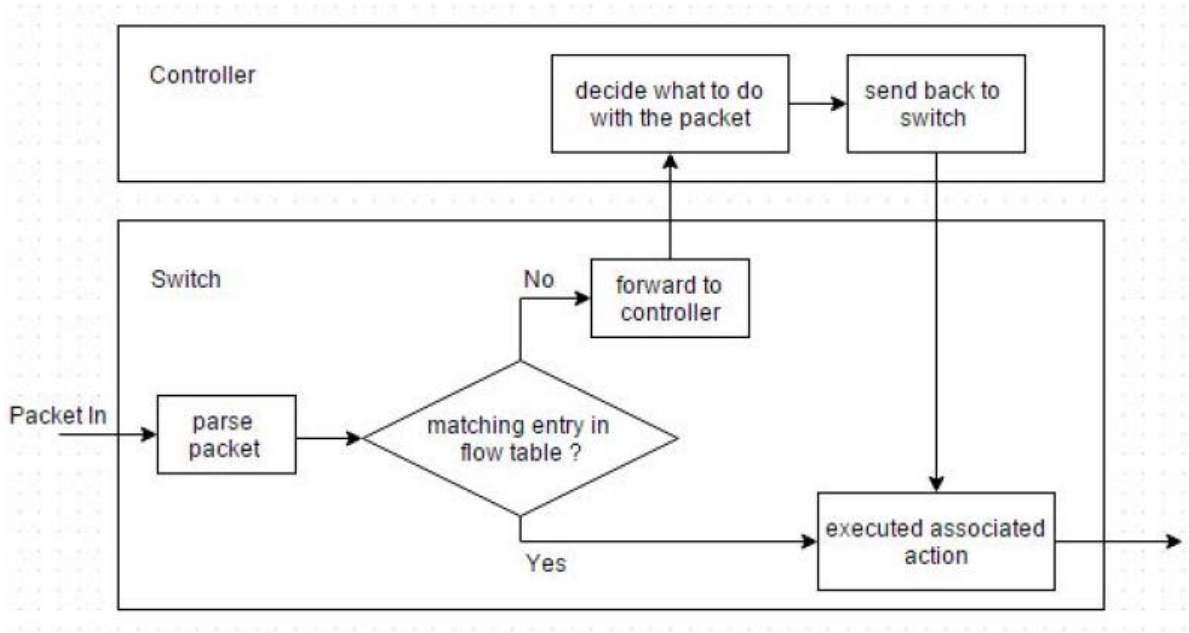 Controller
decide what to do
with the packet
send back to
switch
Switch
No
forward to
controller
Packet In
parse
packet
matching entry in
flow table ?
Yes
executed associated
action